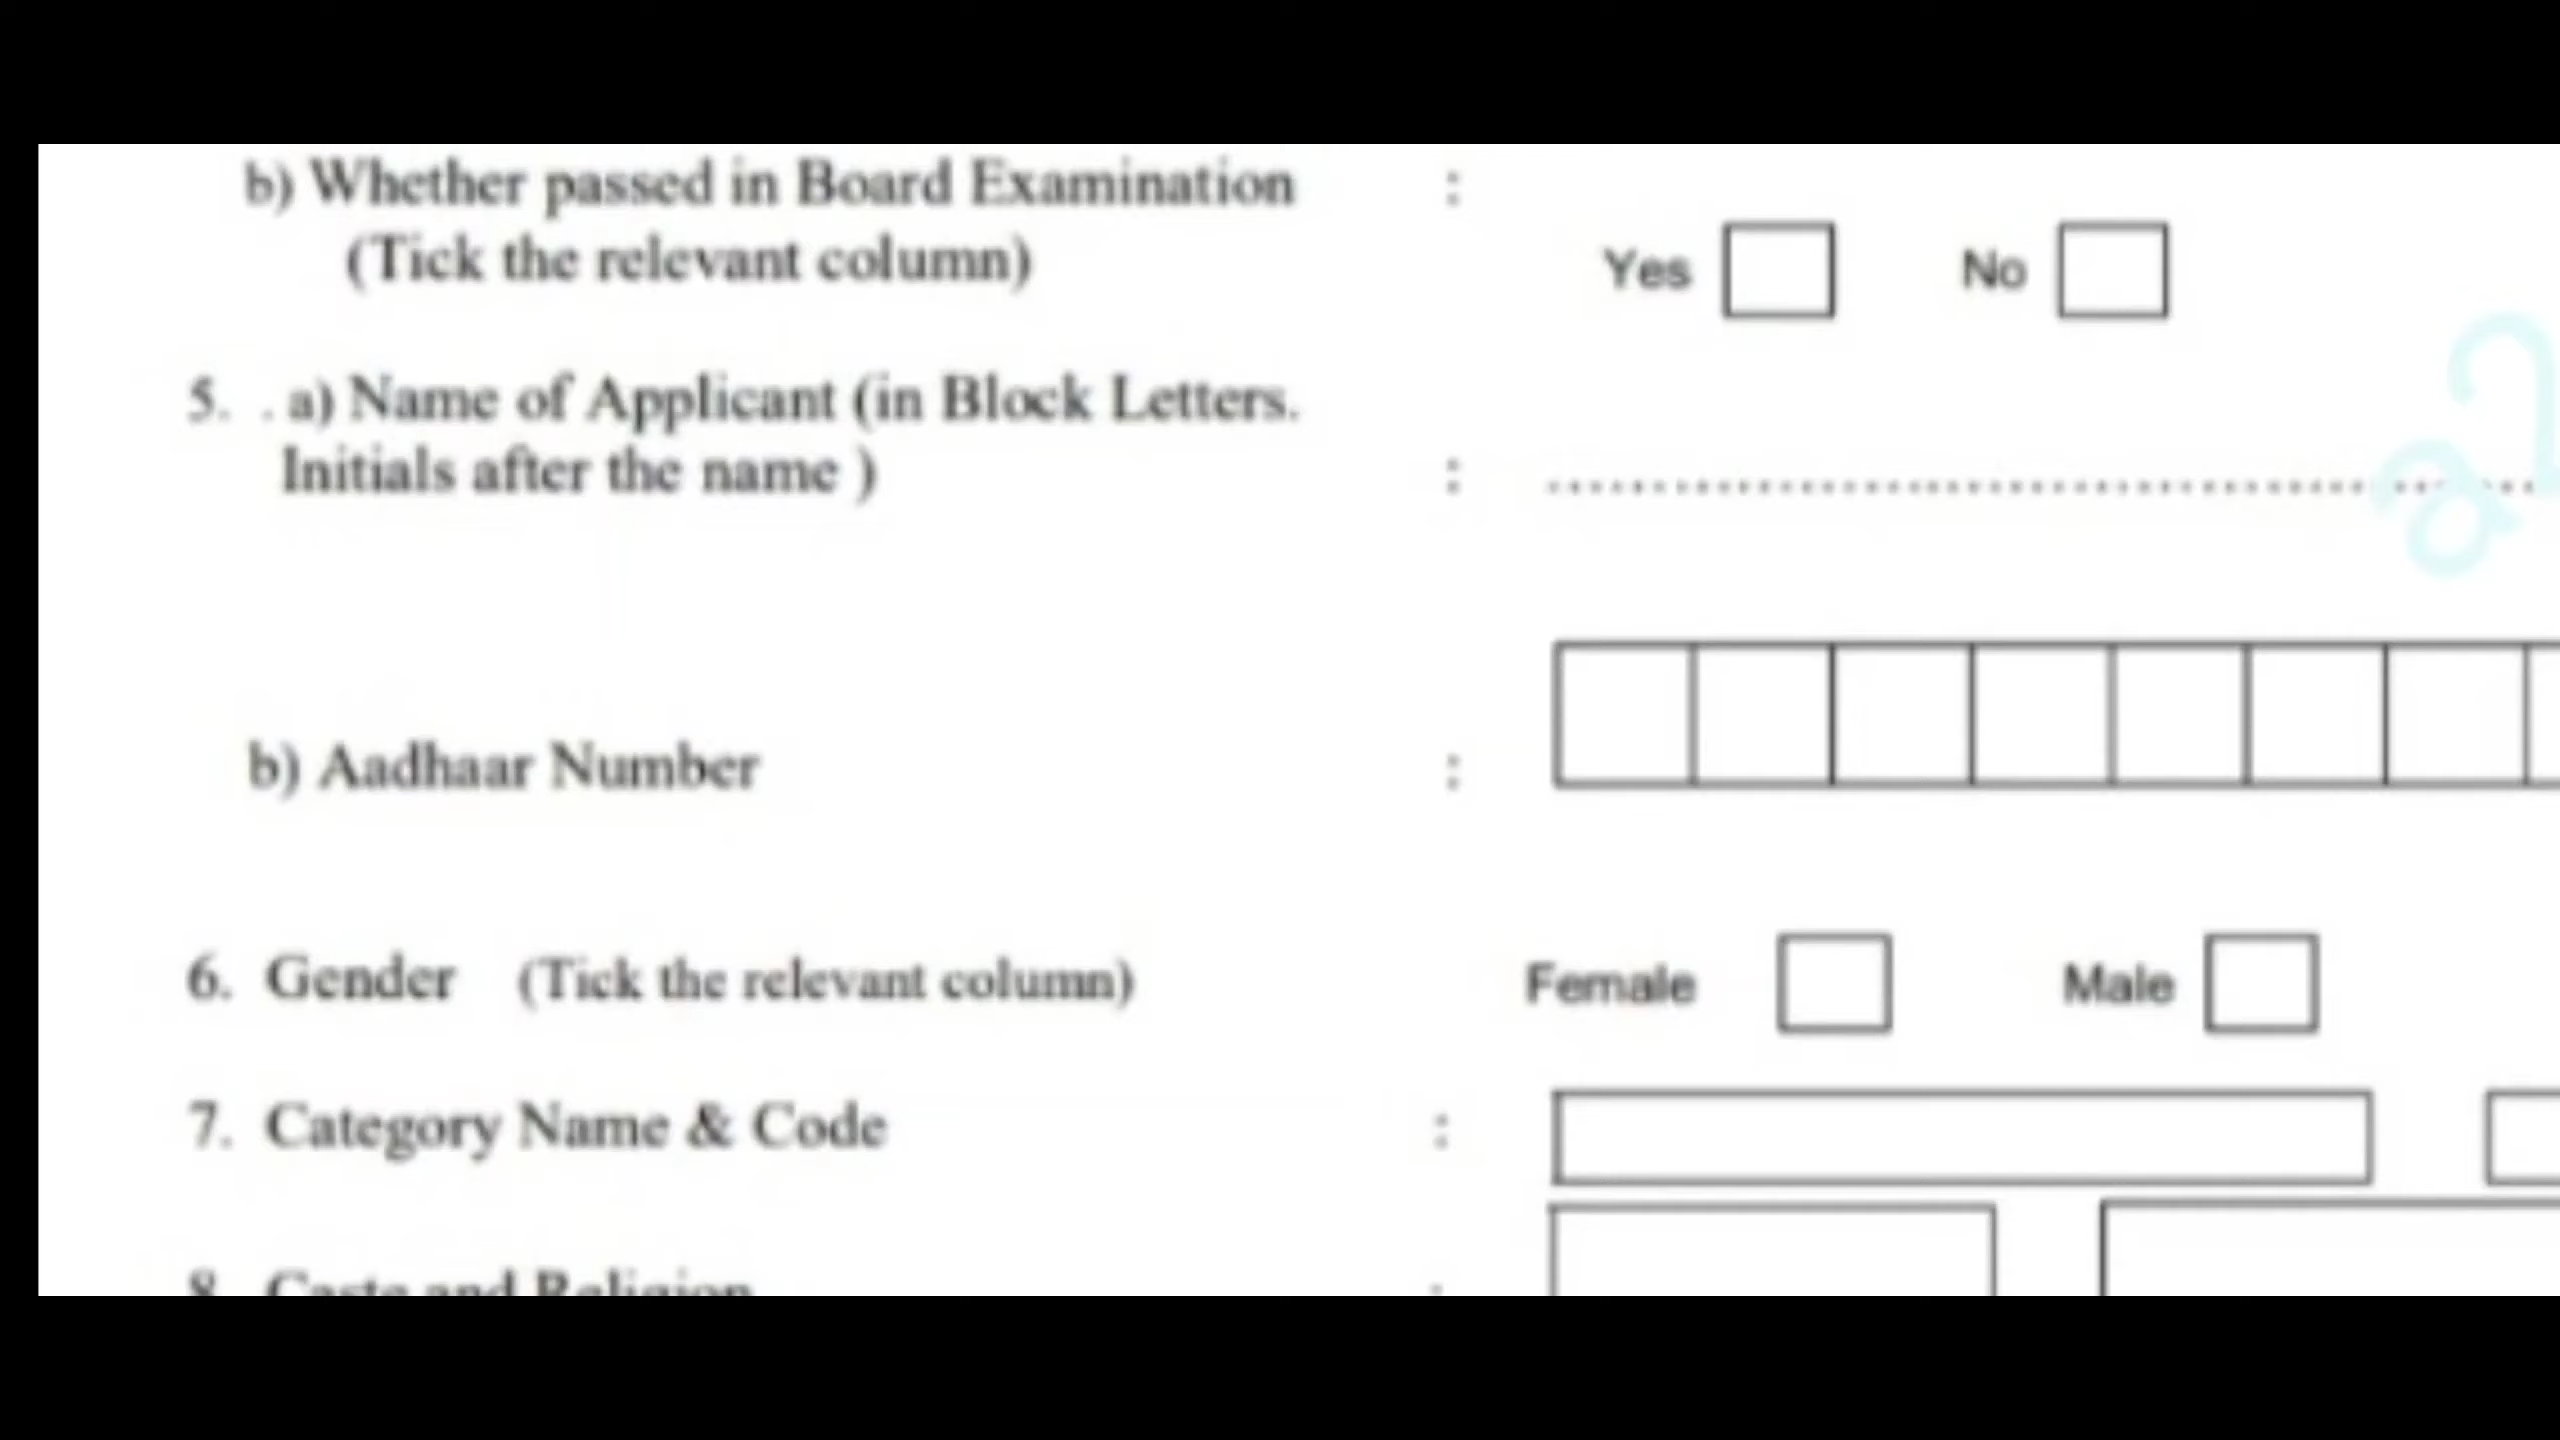 b) Whether passed in Board Examination :
(Tick the relevant column) Yes No
5. . a) Name of Applicant (in Block Letters.
Initials after the name ) : ............................................
b) Aadhaar Number :
6. Gender (Tick the relevant column) Female Male
7. Category Name & Code :
8. Caste and Religion :